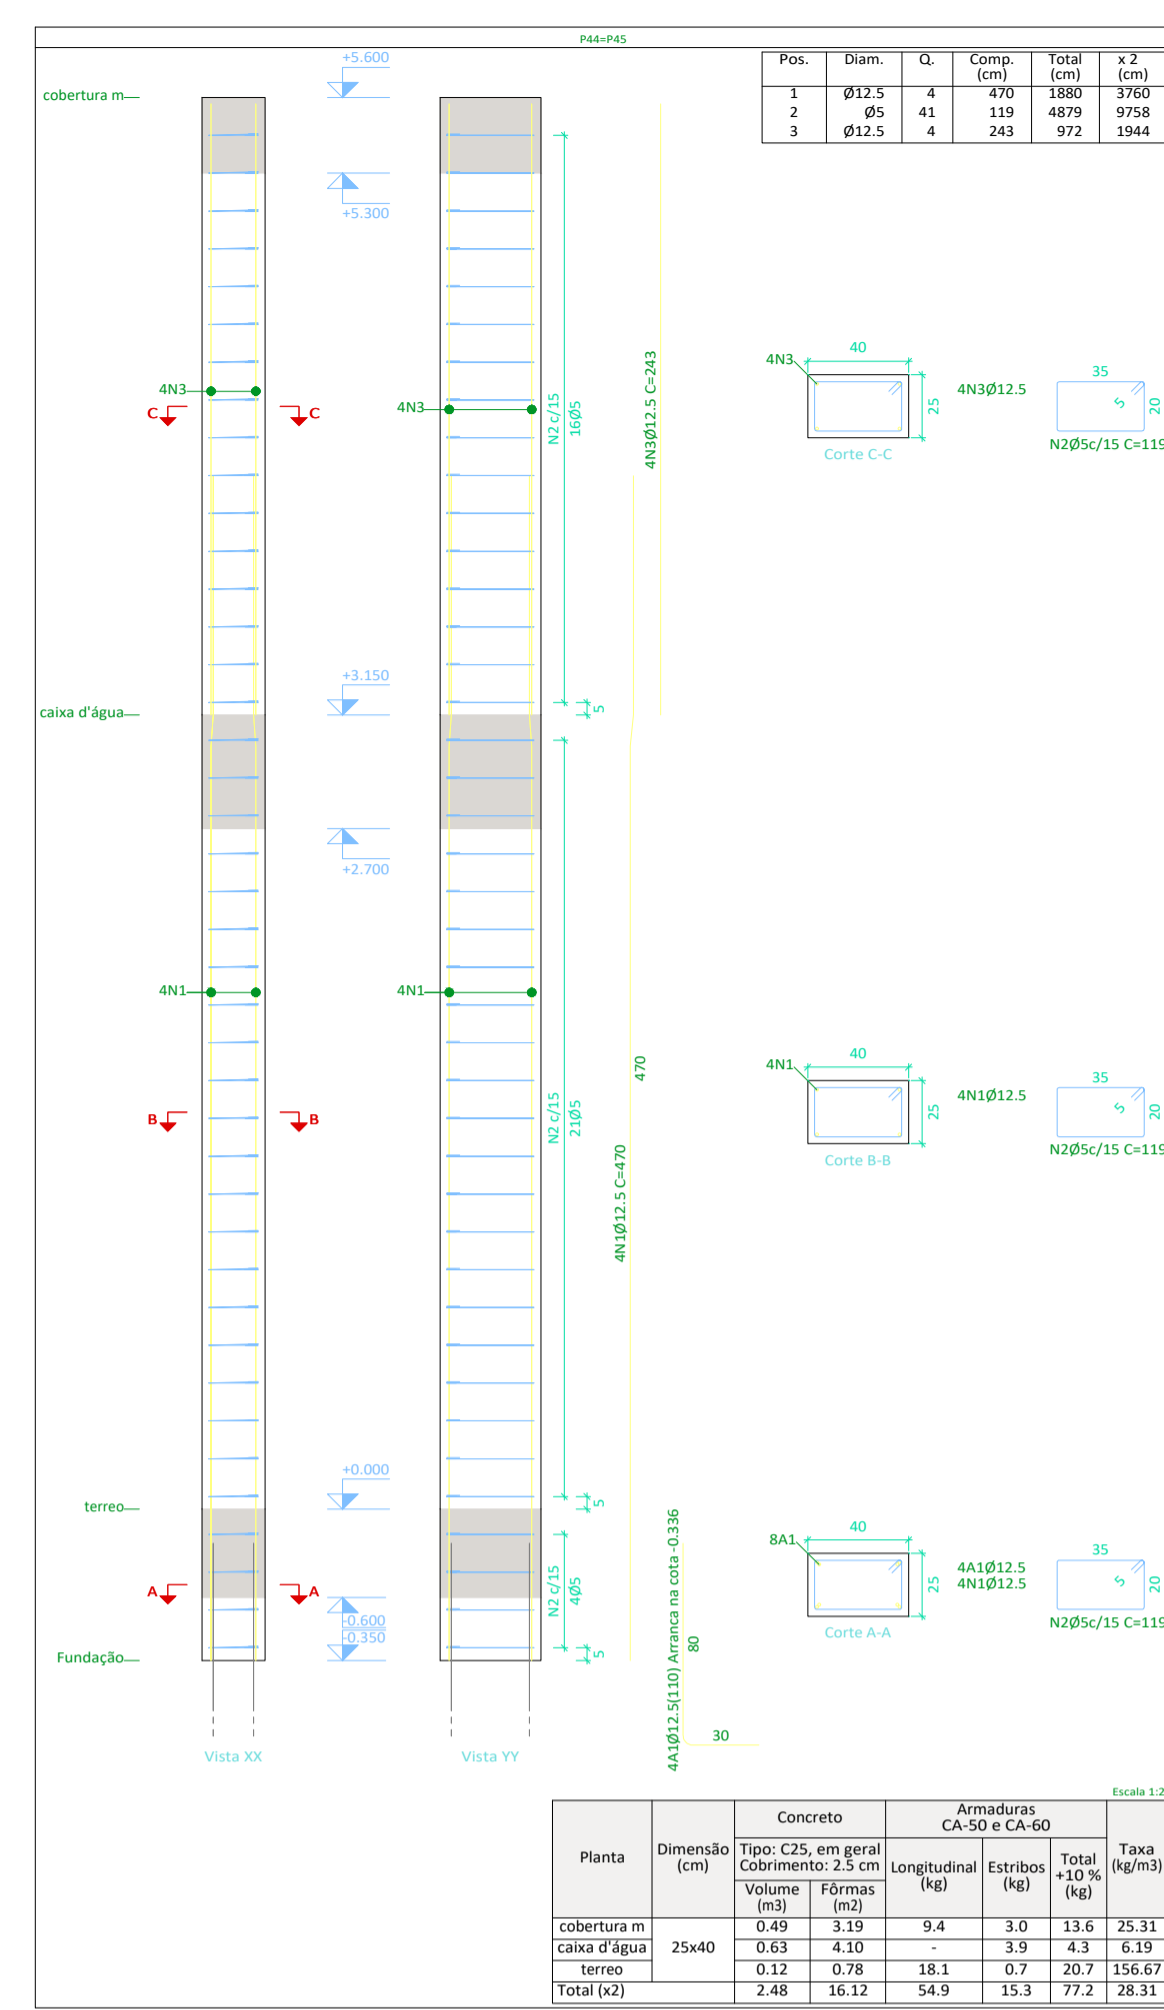 P44=P45
Pos. Diam. Q. Comp. (cm) Total (cm) x 2 (cm)
1 Ø12.5 4 470 1880 3760
2 Ø5 41 119 4879 9758
3 Ø12.5 4 243 972 1944
+5.600
cobertura m
+5.300
4N3
C C
4N3
N2 c/15
16Ø5
4N3Ø12.5 C=243
4N3
40
25
Corte C-C
4N3Ø12.5
35
5
20
N2Ø5c/15 C=119
+3.150
caixa d'água
5
+2.700
4N1
4N1
B B
N2 c/15
21Ø5
4N1Ø12.5 C=470
470
4N1
40
25
Corte B-B
4N1Ø12.5
35
5
20
N2Ø5c/15 C=119
+0.000
terreo
5
A A
N2 c/15
4Ø5
-0.600
-0.350
Fundação
5
4A1Ø12.5(110) Arranca na cota -0.336
80
30
8A1
40
25
Corte A-A
4A1Ø12.5
4N1Ø12.5
35
5
20
N2Ø5c/15 C=119
Vista XX
Vista YY
Escala 1:2
Planta Dimensão (cm) Concreto Armaduras CA-50 e CA-60 Taxa (kg/m3)
Tipo: C25, em geral
Cobrimento: 2.5 cm
Longitudinal (kg) Estribos (kg) Total +10 % (kg)
Volume (m3) Fôrmas (m2)
cobertura m 0.49 3.19 9.4 3.0 13.6 25.31
caixa d'água 25x40 0.63 4.10 - 3.9 4.3 6.19
terreo 0.12 0.78 18.1 0.7 20.7 156.67
Total (x2) 2.48 16.12 54.9 15.3 77.2 28.31